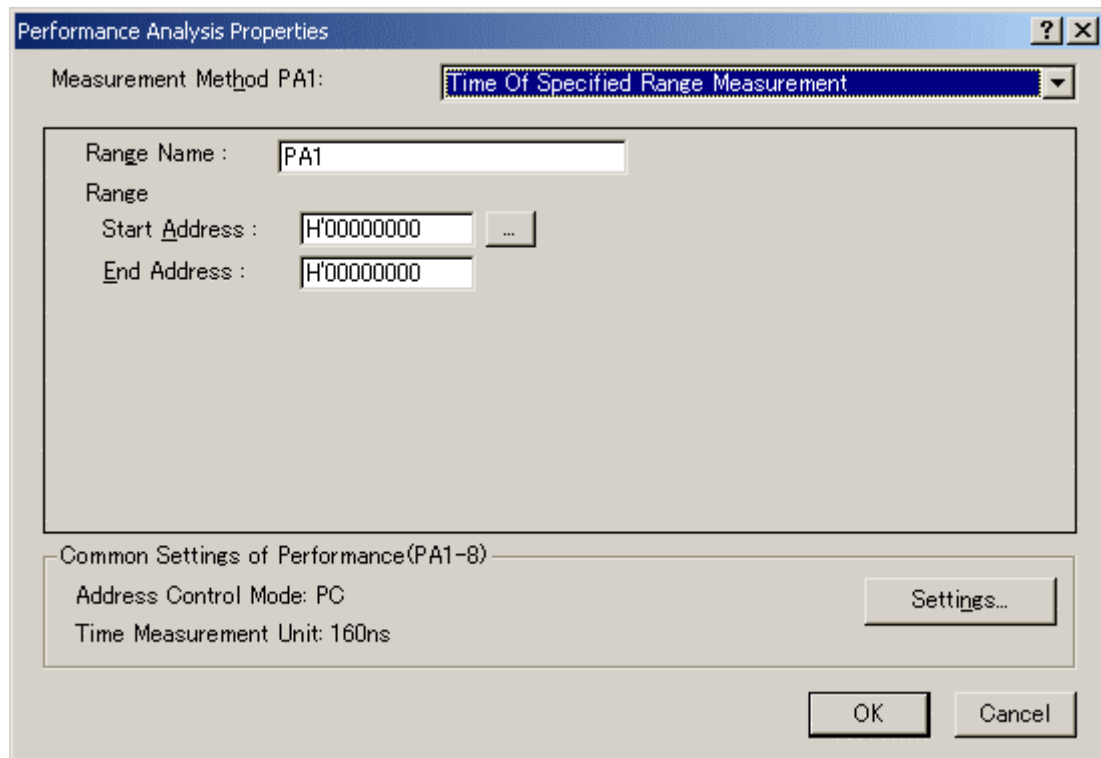 Performance Analysis Properties
Measurement Method PA1: Time Of Specified Range Measurement
Range Name : PA1
Range
Start Address : H'00000000 ...
End Address : H'00000000
Common Settings of Performance(PA1-8)
Address Control Mode: PC
Settings...
Time Measurement Unit: 160ns
OK Cancel